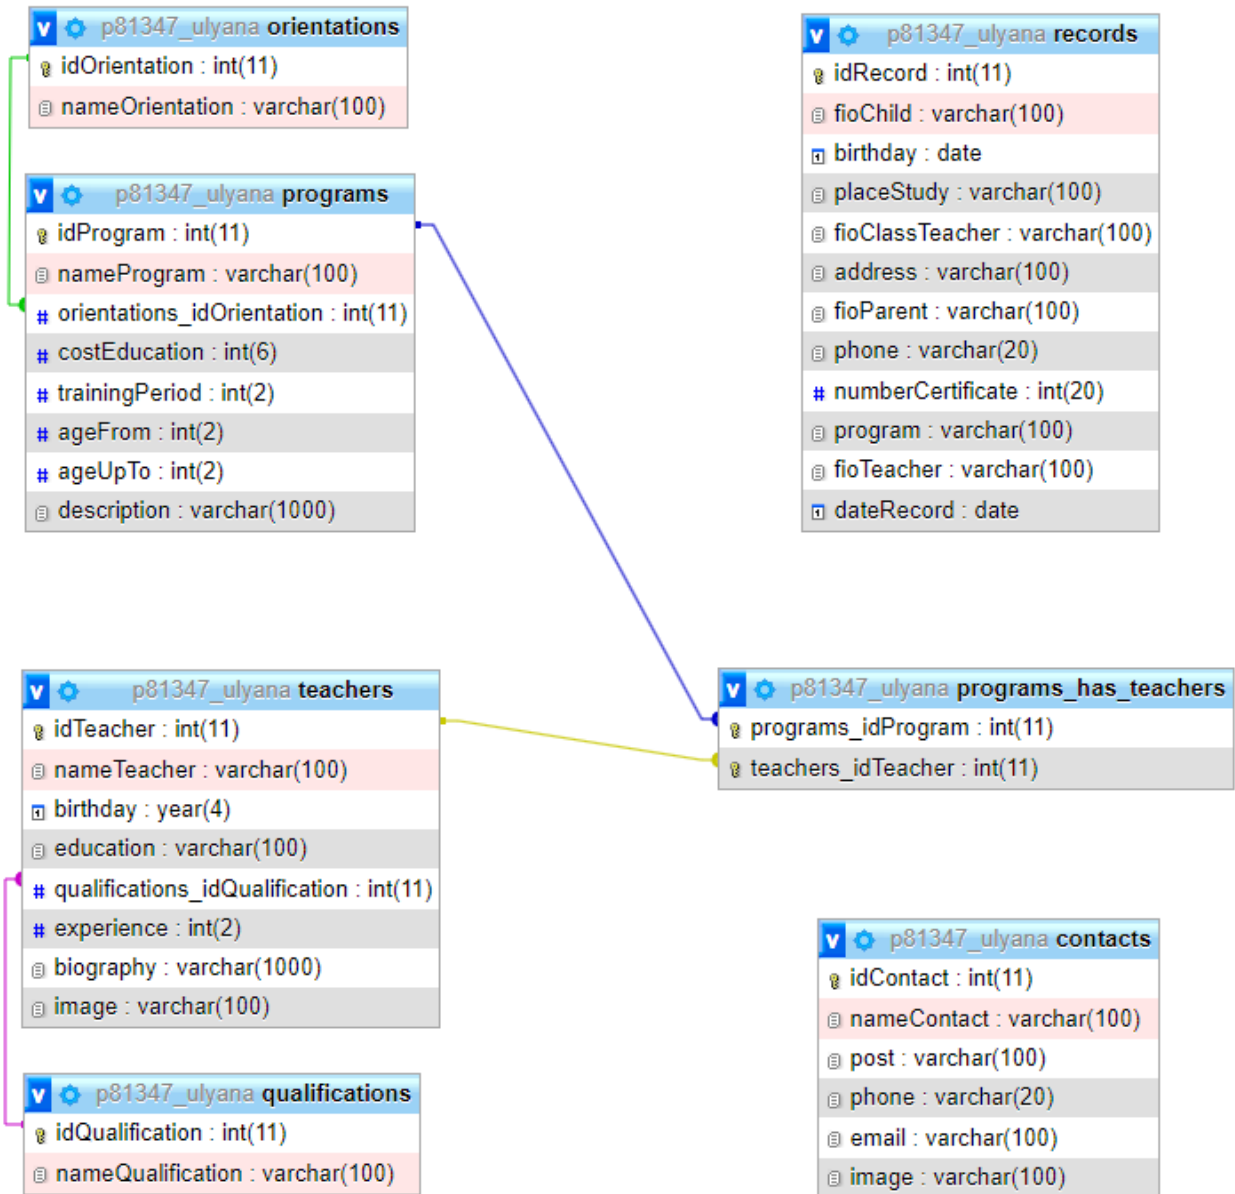 p81347_ulyana orientations
idOrientation : int(11)
nameOrientation : varchar(100)
p81347_ulyana programs
idProgram : int(11)
nameProgram : varchar(100)
orientations_idOrientation : int(11)
costEducation : int(6)
trainingPeriod : int(2)
ageFrom : int(2)
ageUpTo : int(2)
description : varchar(1000)
p81347_ulyana records
idRecord : int(11)
fioChild : varchar(100)
birthday : date
placeStudy : varchar(100)
fioClassTeacher : varchar(100)
address : varchar(100)
fioParent : varchar(100)
phone : varchar(20)
numberCertificate : int(20)
program : varchar(100)
fioTeacher : varchar(100)
dateRecord : date
p81347_ulyana teachers
idTeacher : int(11)
nameTeacher : varchar(100)
birthday : year(4)
education : varchar(100)
qualifications_idQualification : int(11)
experience : int(2)
biography : varchar(1000)
image : varchar(100)
p81347_ulyana programs_has_teachers
programs_idProgram : int(11)
teachers_idTeacher : int(11)
p81347_ulyana qualifications
idQualification : int(11)
nameQualification : varchar(100)
p81347_ulyana contacts
idContact : int(11)
nameContact : varchar(100)
post : varchar(100)
phone : varchar(20)
email : varchar(100)
image : varchar(100)